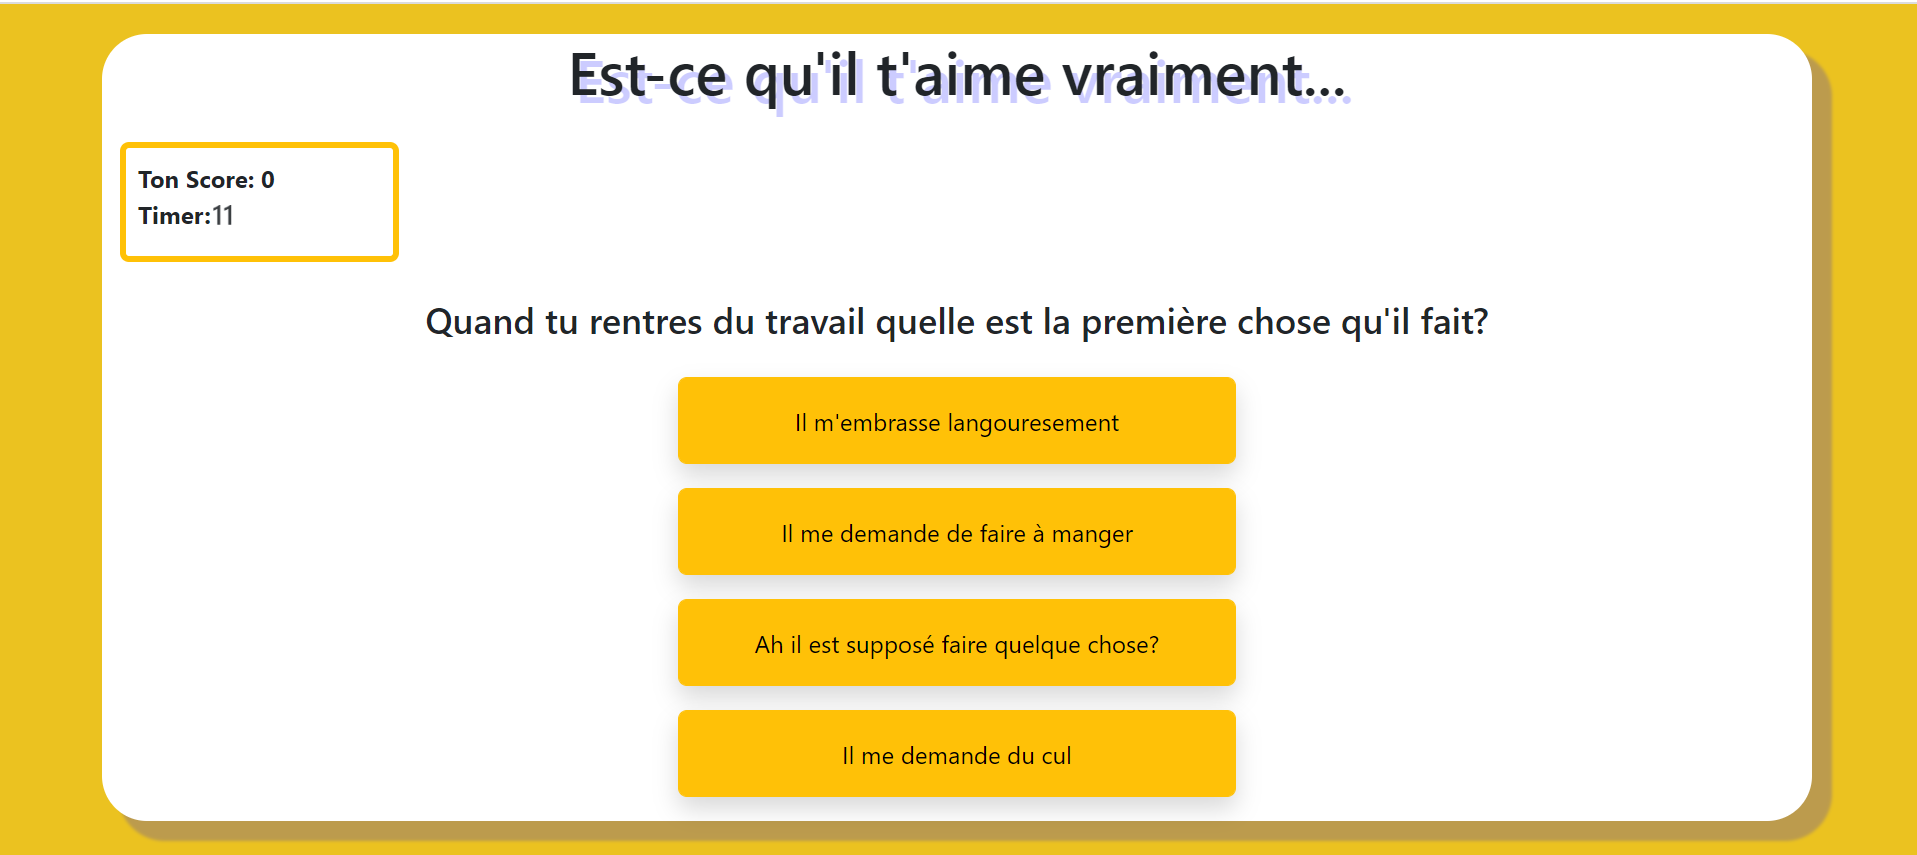 Est-ce qu'il t'aime vraiment...
Ton Score: 0
Timer:11
Quand tu rentres du travail quelle est la première chose qu'il fait?
Il m'embrasse langouresement
Il me demande de faire à manger
Ah il est supposé faire quelque chose?
Il me demande du cul